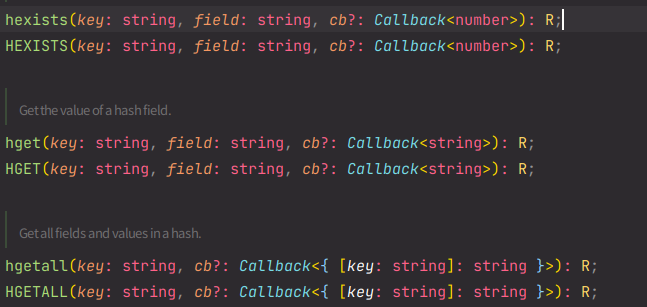 hexists(key: string, field: string, cb?: Callback<number>): R;
HEXISTS(key: string, field: string, cb?: Callback<number>): R;
Get the value of a hash field.
hget(key: string, field: string, cb?: Callback<string>): R;
HGET(key: string, field: string, cb?: Callback<string>): R;
Get all fields and values in a hash.
hgetall(key: string, cb?: Callback<{ [key: string]: string }>): R;
HGETALL(key: string, cb?: Callback<{ [key: string]: string }>): R;